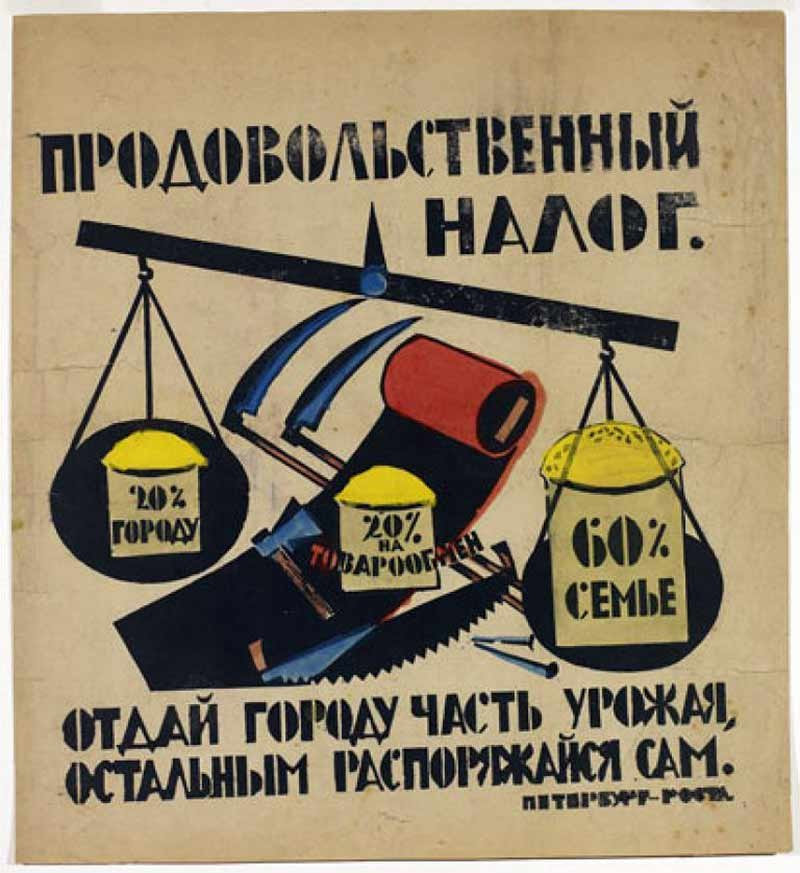 ПРОДОВОЛЬСТВЕННЫЙ
НАЛОГ.
20%
ГОРОДУ
20%
НА
ТОВАРООБМЕН
60%
СЕМЬЕ
ОТДАЙ ГОРОДУ ЧАСТЬ УРОЖАЯ,
ОСТАЛЬНЫМ РАСПОРЯЖАЙСЯ САМ.
ПЕТЕРБУРГ-РОСТА.